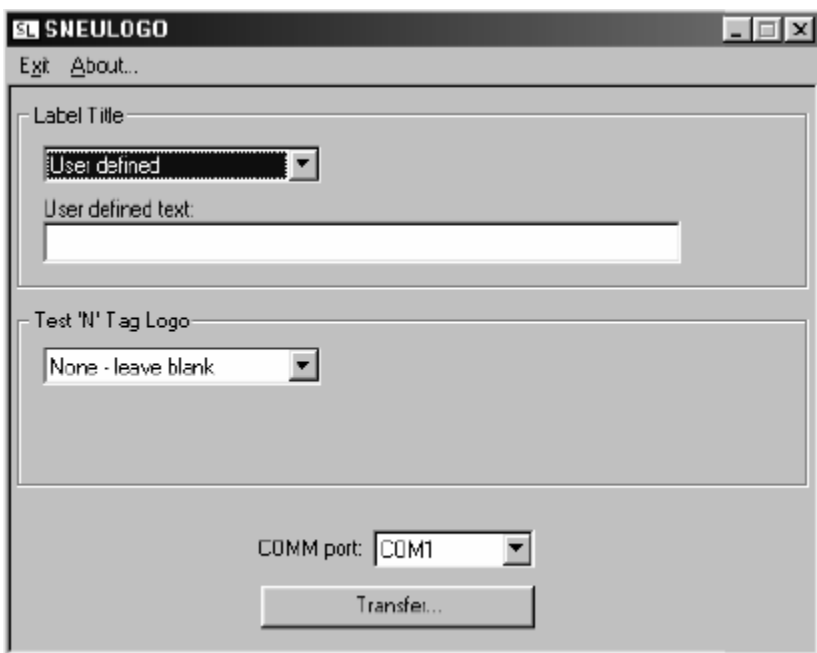 SL SNEULOGO
Exit About...
Label Title
User defined
User defined text:
Test 'N' Tag Logo
None - leave blank
COMM port: COM1
Transfer...